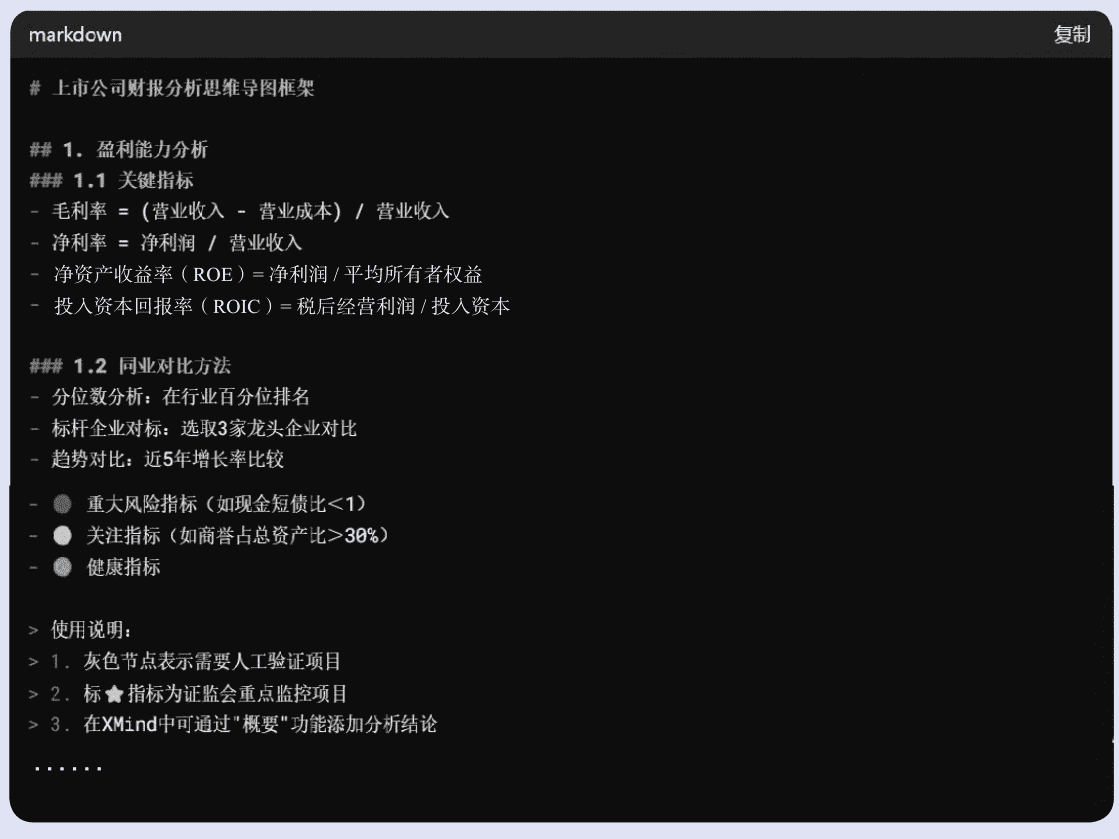 markdown
复制
# 上市公司财报分析思维导图框架
## 1. 盈利能力分析
### 1.1 关键指标
- 毛利率 = (营业收入 - 营业成本) / 营业收入
- 净利率 = 净利润 / 营业收入
- 净资产收益率（ROE）= 净利润 / 平均所有者权益
- 投入资本回报率（ROIC）= 税后经营利润 / 投入资本
### 1.2 同业对比方法
- 分位数分析：在行业百分位排名
- 标杆企业对标：选取3家龙头企业对比
- 趋势对比：近5年增长率比较
- 重大风险指标（如现金短债比＜1）
- 关注指标（如商誉占总资产比＞30%）
- 健康指标
> 使用说明：
> 1. 灰色节点表示需要人工验证项目
> 2. 标★指标为证监会重点监控项目
> 3. 在XMind中可通过"概要"功能添加分析结论
......